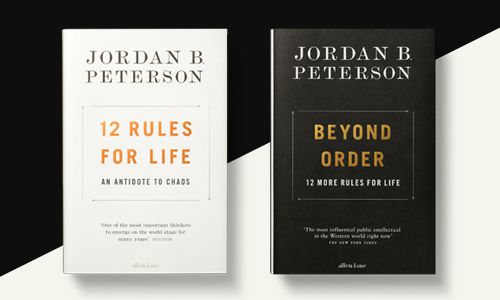 JORDAN B.
PETERSON
12 RULES
FOR LIFE
AN ANTIDOTE TO CHAOS
'One of the most important thinkers
to emerge on the world stage for
many years' SPECTATOR
allen lane
JORDAN B.
PETERSON
BEYOND
ORDER
12 MORE RULES FOR LIFE
'The most influential public intellectual
in the Western world right now'
THE NEW YORK TIMES
allen lane